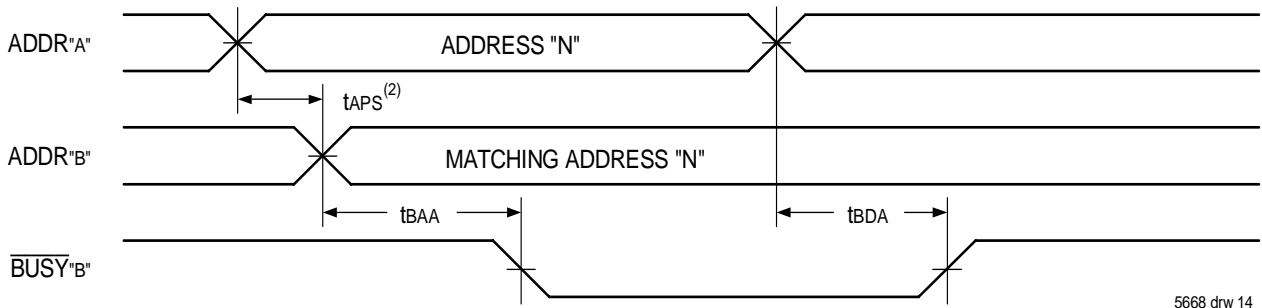 ADDR"A" ADDRESS "N"
tAPS(2)
ADDR"B" MATCHING ADDRESS "N"
tBAA tBDA
BUSY"B"
5668 drw 14